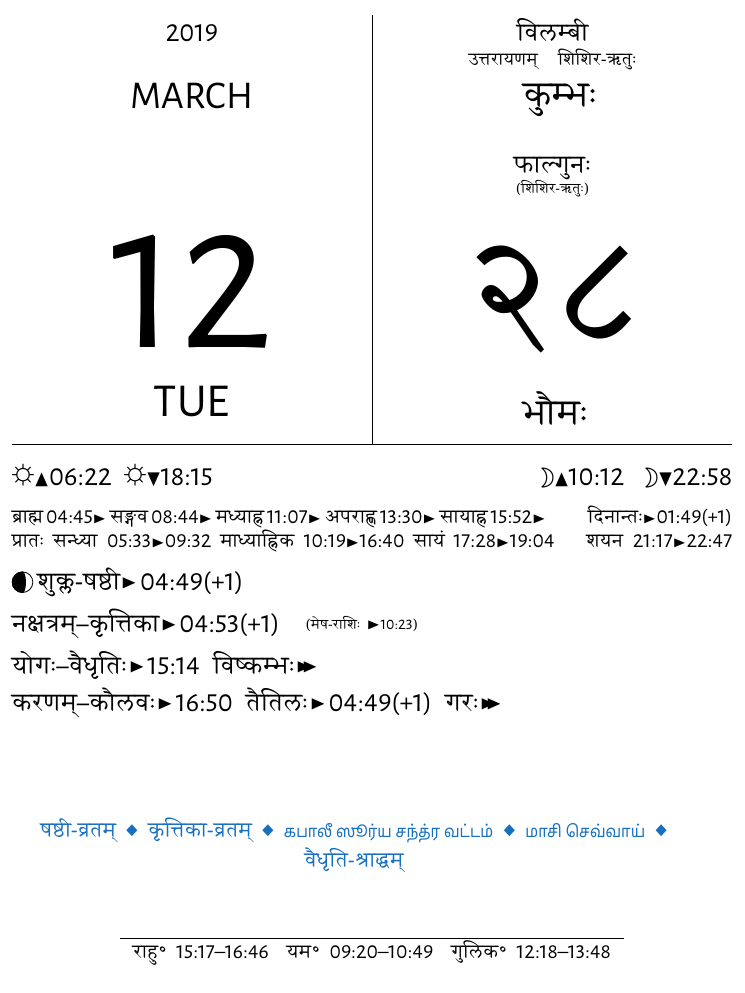 2019
MARCH
12
TUE
विलम्बी
उत्तरायणम् शिशिर-ऋतुः
कुम्भः
फाल्गुनः
(शिशिर-ऋतुः)
२८
भौमः
☼▲06:22 ☼▼18:15 ☽▲10:12 ☽▼22:58
ब्राह्म 04:45► सङ्गव 08:44► मध्याह्न 11:07► अपराह्ण 13:30► सायाह्न 15:52► दिनान्तः►01:49(+1)
प्रातः सन्ध्या 05:33►09:32 माध्याह्निक 10:19►16:40 सायं 17:28►19:04 शयन 21:17►22:47
शुक्ल-षष्ठी► 04:49(+1)
नक्षत्रम्–कृत्तिका► 04:53(+1) (मेष-राशिः ►10:23)
योगः–वैधृतिः►15:14 विष्कम्भः►►
करणम्–कौलवः►16:50 तैतिलः►04:49(+1) गरः►►
षष्ठी-व्रतम् ◆ कृत्तिका-व्रतम् ◆ கபாலீ ஸூர்ய சந்த்ர வட்டம் ◆ மாசி செவ்வாய் ◆
वैधृति-श्राद्धम्
राहु॰ 15:17–16:46 यम॰ 09:20–10:49 गुलिक॰ 12:18–13:48